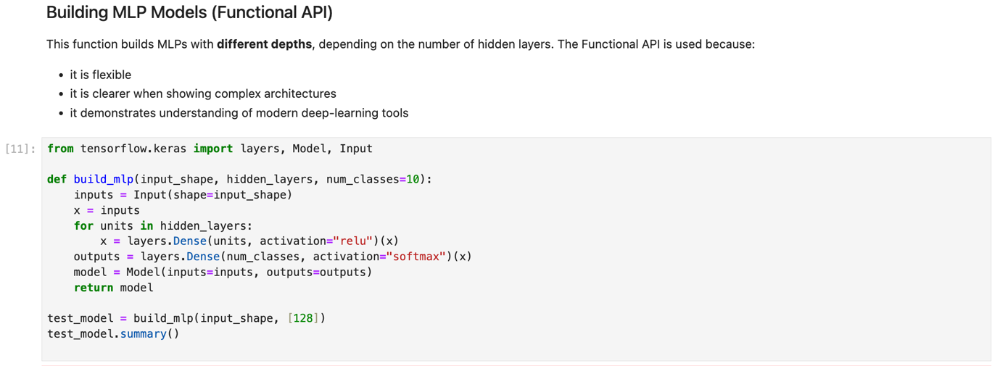 Building MLP Models (Functional API)
This function builds MLPs with different depths, depending on the number of hidden layers. The Functional API is used because:
• it is flexible
• it is clearer when showing complex architectures
• it demonstrates understanding of modern deep-learning tools
[11]: from tensorflow.keras import layers, Model, Input
def build_mlp(input_shape, hidden_layers, num_classes=10):
    inputs = Input(shape=input_shape)
    x = inputs
    for units in hidden_layers:
        x = layers.Dense(units, activation="relu")(x)
    outputs = layers.Dense(num_classes, activation="softmax")(x)
    model = Model(inputs=inputs, outputs=outputs)
    return model
test_model = build_mlp(input_shape, [128])
test_model.summary()